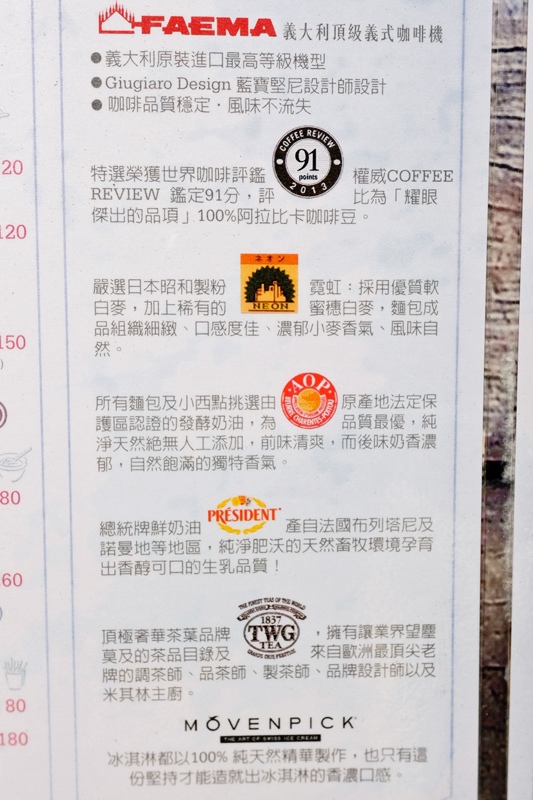 FAEMA 義大利頂級義式咖啡機
●義大利原裝進口最高等級機型
●Giugiaro Design 藍寶堅尼設計師設計
● 咖啡品質穩定・風味不流失
COFFEE REVIEW
91
points
2013
20
特選榮獲世界咖啡評鑑 權威COFFEE
REVIEW 鑑定91分，評 比為「耀眼
傑出的品項」100%阿拉比卡咖啡豆。
120
ネオン
NEON
嚴選日本昭和製粉 霓虹：採用優質軟
白麥，加上稀有的 蜜穗白麥，麵包成
品組織細緻、口感度佳、濃郁小麥香氣、風味自
然。
150
AOP
CHARENTES-POITOU
所有麵包及小西點挑選由 原產地法定保
護區認證的發酵奶油，為 品質最優，純
淨天然絕無人工添加，前味清爽，而後味奶香濃
郁，自然飽滿的獨特香氣。
80
PRÉSIDENT
總統牌鮮奶油 產自法國布列塔尼及
諾曼地等地區，純淨肥沃的天然畜牧環境孕育
出香醇可口的生乳品質！
60
THE FINEST TEAS OF THE WORLD
1837
TWG
TEA
頂極奢華茶葉品牌 ，擁有讓業界望塵
莫及的茶品目錄及 來自歐洲最頂尖老
牌的調茶師、品茶師、製茶師、品牌設計師以及
米其林主廚。
80
MÖVENPICK
THE ART OF SWISS ICE CREAM
180
冰淇淋都以100% 純天然精華製作，也只有這
份堅持才能造就出冰淇淋的香濃口感。